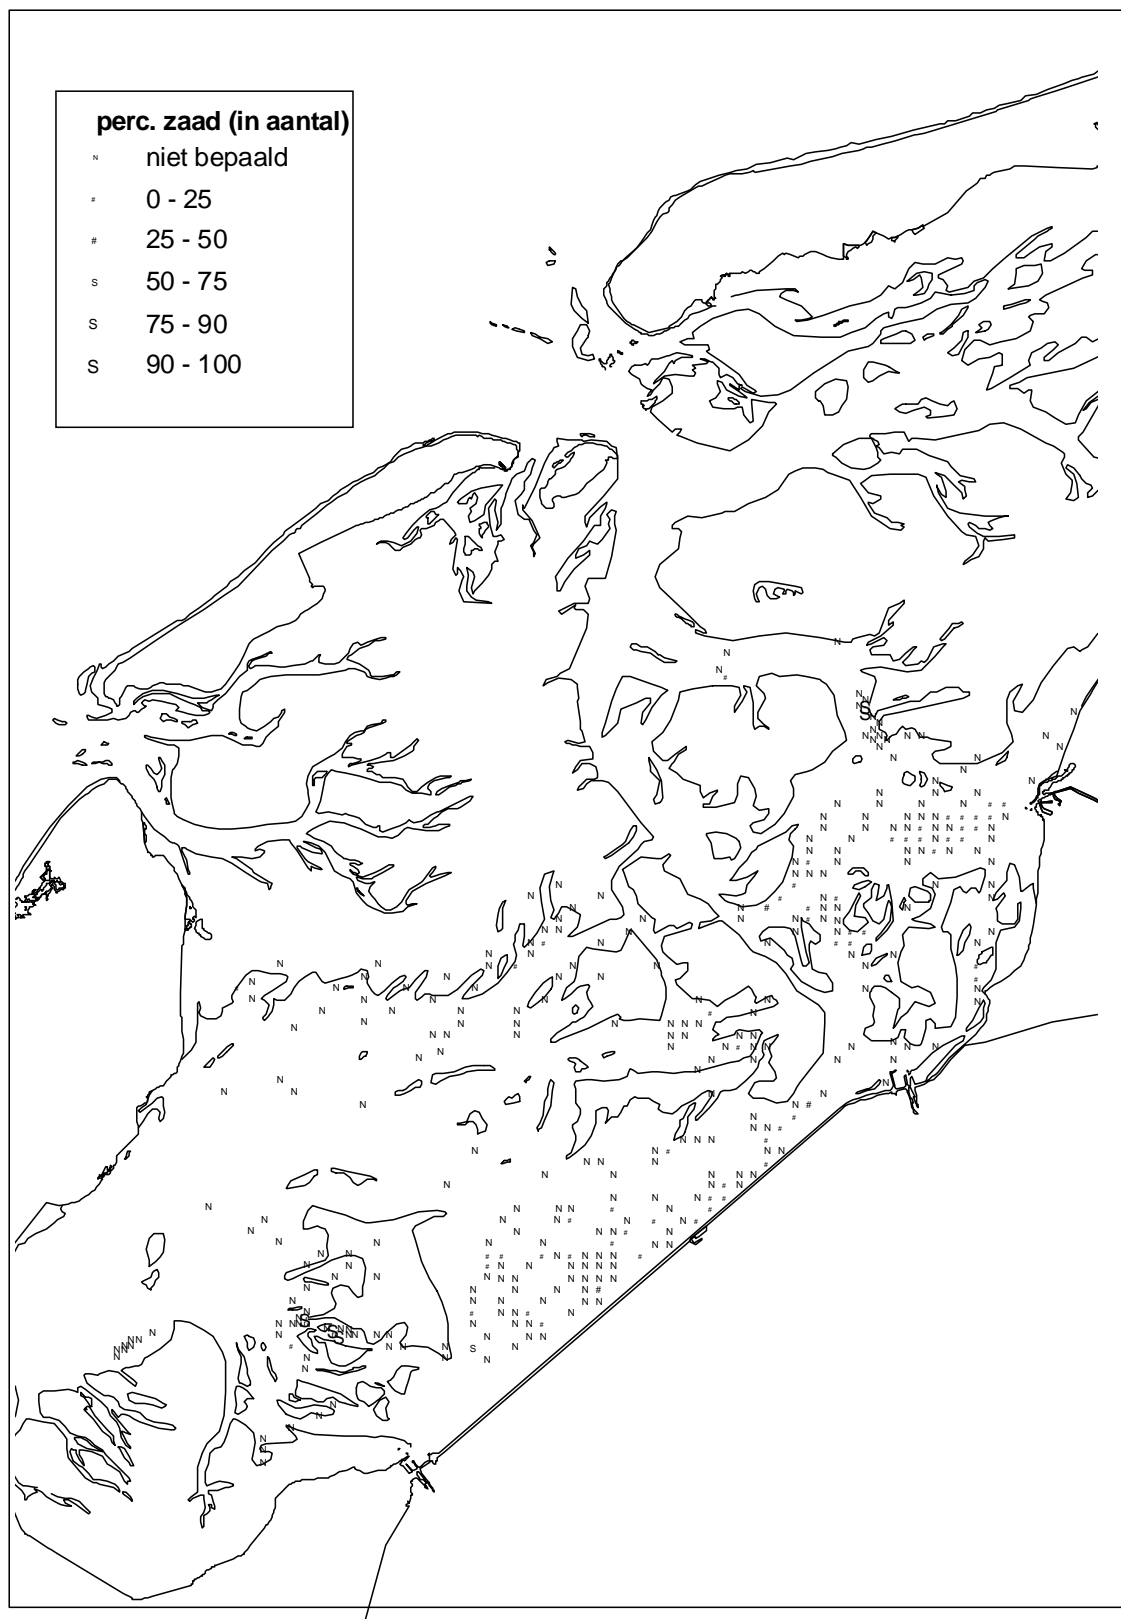 perc. zaad (in aantal)
N niet bepaald
# 0 - 25
# 25 - 50
S 50 - 75
S 75 - 90
S 90 - 100